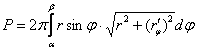 P = 2π∫_α^β r sin φ · √(r² + (r′_φ)²) dφ